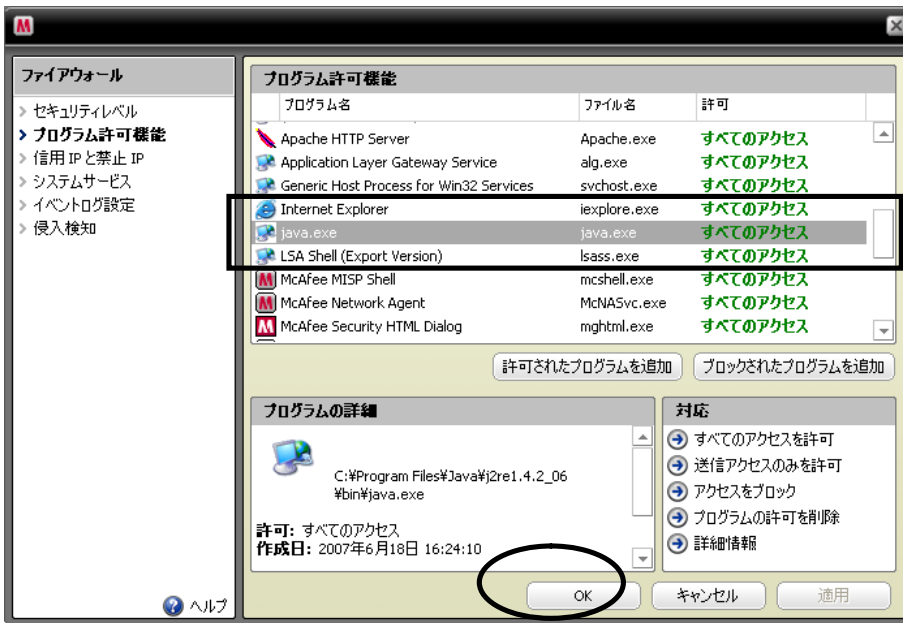 ファイアウォール
セキュリティレベル
プログラム許可機能
信用 IP と禁止 IP
システムサービス
イベントログ設定
侵入検知
ヘルプ
プログラム許可機能
プログラム名 ファイル名 許可
Apache HTTP Server Apache.exe すべてのアクセス
Application Layer Gateway Service alg.exe すべてのアクセス
Generic Host Process for Win32 Services svchost.exe すべてのアクセス
Internet Explorer iexplore.exe すべてのアクセス
java.exe java.exe すべてのアクセス
LSA Shell (Export Version) lsass.exe すべてのアクセス
McAfee MISP Shell mcshell.exe すべてのアクセス
McAfee Network Agent McNASvc.exe すべてのアクセス
McAfee Security HTML Dialog mghtml.exe すべてのアクセス
許可されたプログラムを追加 ブロックされたプログラムを追加
プログラムの詳細
C:¥Program Files¥Java¥j2re1.4.2_06
¥bin¥java.exe
許可: すべてのアクセス
作成日: 2007年6月18日 16:24:10
対応
すべてのアクセスを許可
送信アクセスのみを許可
アクセスをブロック
プログラムの許可を削除
詳細情報
OK キャンセル 適用